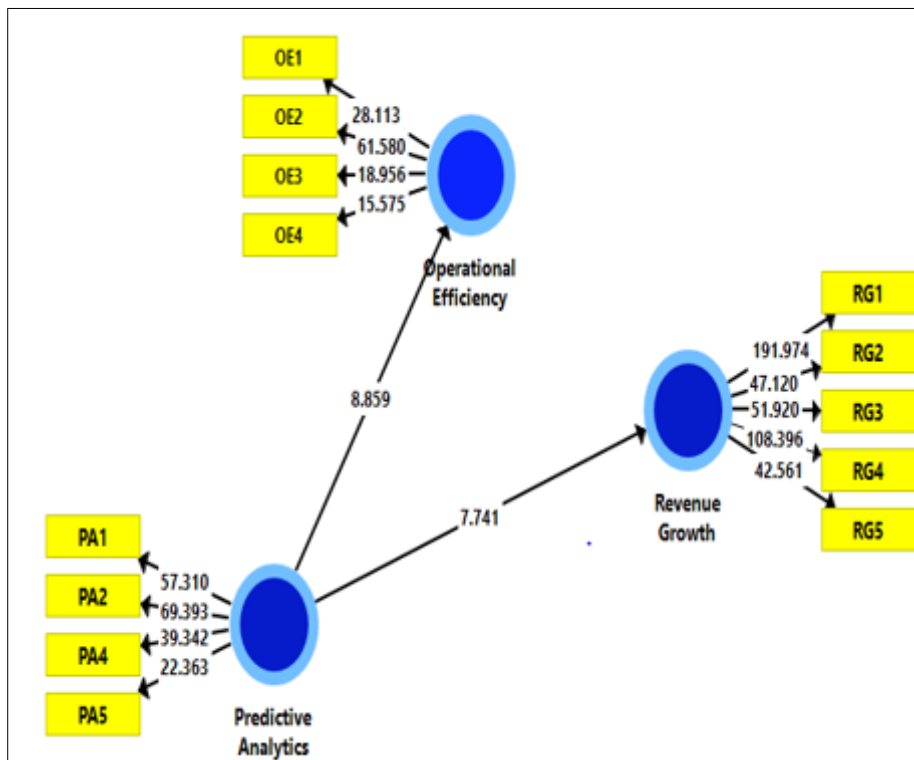 OE1
28.113
OE2
61.580
OE3
18.956
OE4
15.575
Operational
Efficiency
RG1
191.974
RG2
47.120
RG3
51.920
108.396
RG4
42.561
RG5
Revenue
Growth
8.859
7.741
PA1
57.310
PA2
69.393
39.342
PA4
22.363
PA5
Predictive
Analytics